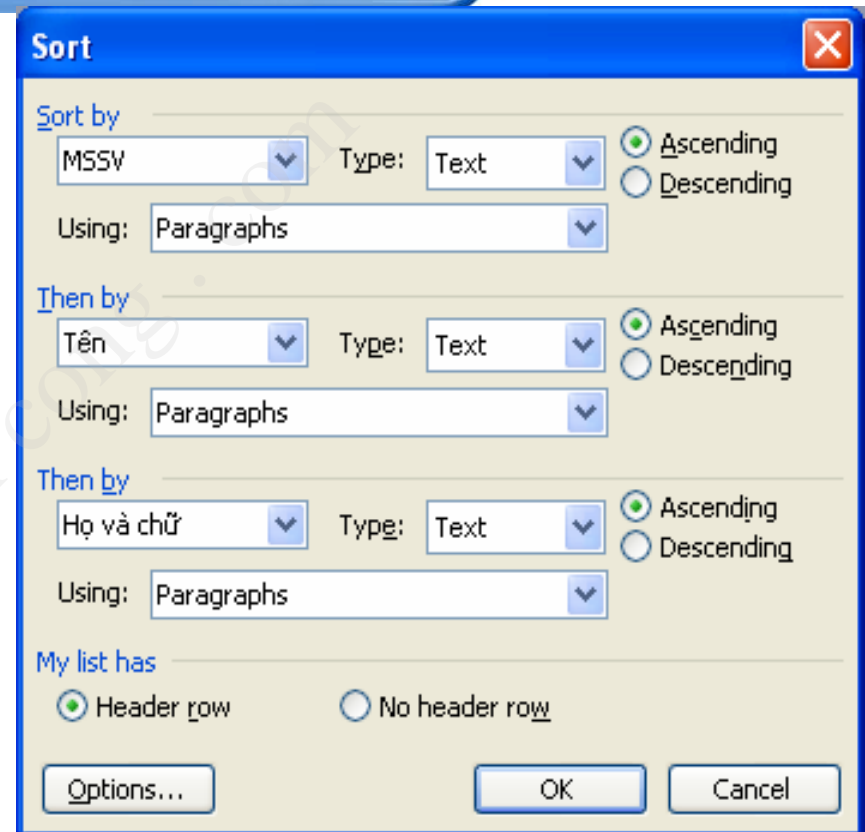 Sort
Sort by
MSSV Type: Text Ascending
Descending
Using: Paragraphs
Then by
Tên Type: Text Ascending
Descending
Using: Paragraphs
Then by
Họ và chữ Type: Text Ascending
Descending
Using: Paragraphs
My list has
Header row No header row
Options... OK Cancel
cong . com